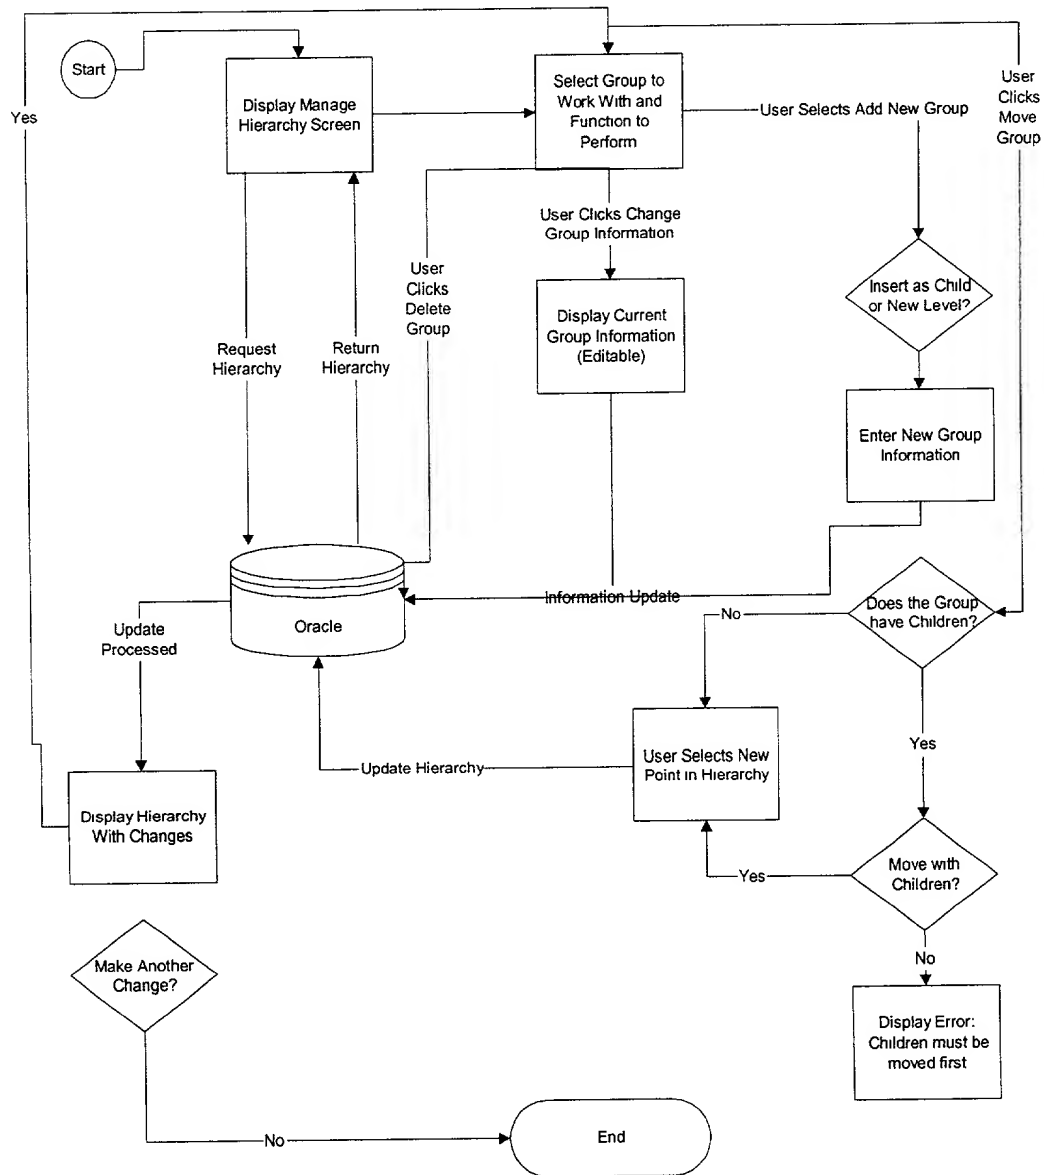 Start
Display Manage
Hierarchy Screen
Select Group to
Work With and
Function to
Perform
User Selects Add New Group
User
Clicks
Move
Group
Yes
User Clicks Change
Group Information
User
Clicks
Delete
Group
Insert as Child
or New Level?
Display Current
Group Information
(Editable)
Request
Hierarchy
Return
Hierarchy
Enter New Group
Information
Information Update
Oracle
Does the Group
have Children?
No
Update
Processed
Yes
User Selects New
Point in Hierarchy
Update Hierarchy
Display Hierarchy
With Changes
Move with
Children?
Yes
No
Make Another
Change?
Display Error:
Children must be
moved first
No
End